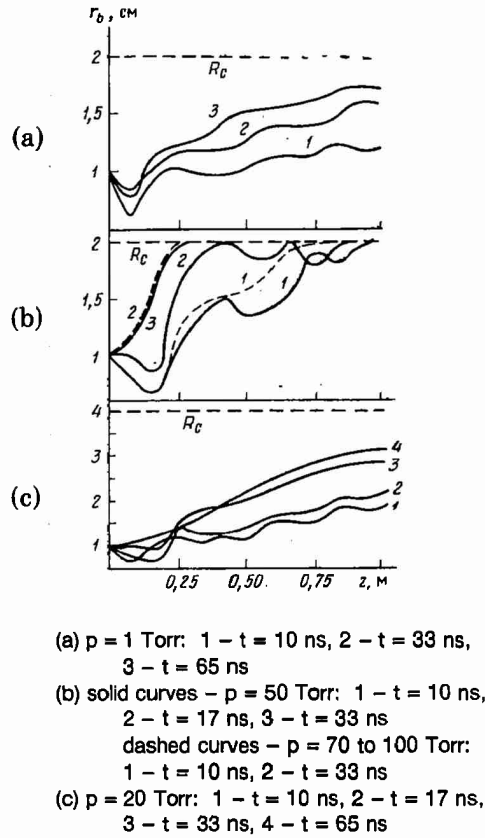 r_b, см
2
R_c
1,5
3
2
1
(a)
1
2
R_c
2
1
1,5
2
3
1
(b)
1
4
R_c
4
3
3
(c)
2
2
1
1
0,25
0,50
0,75
z, м
(a) p = 1 Torr: 1 – t = 10 ns, 2 – t = 33 ns,
3 – t = 65 ns
(b) solid curves – p = 50 Torr: 1 – t = 10 ns,
2 – t = 17 ns, 3 – t = 33 ns
dashed curves – p = 70 to 100 Torr:
1 – t = 10 ns, 2 – t = 33 ns
(c) p = 20 Torr: 1 – t = 10 ns, 2 – t = 17 ns,
3 – t = 33 ns, 4 – t = 65 ns